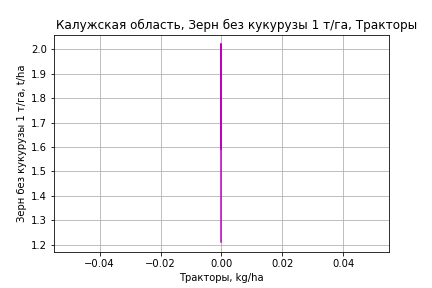 Калужская область, Зерн без кукурузы 1 т/га, Тракторы
2.0
1.9
1.8
1.7
1.6
1.5
1.4
1.3
1.2
Зерн без кукурузы 1 т/га, t/ha
−0.04 −0.02 0.00 0.02 0.04
Тракторы, kg/ha